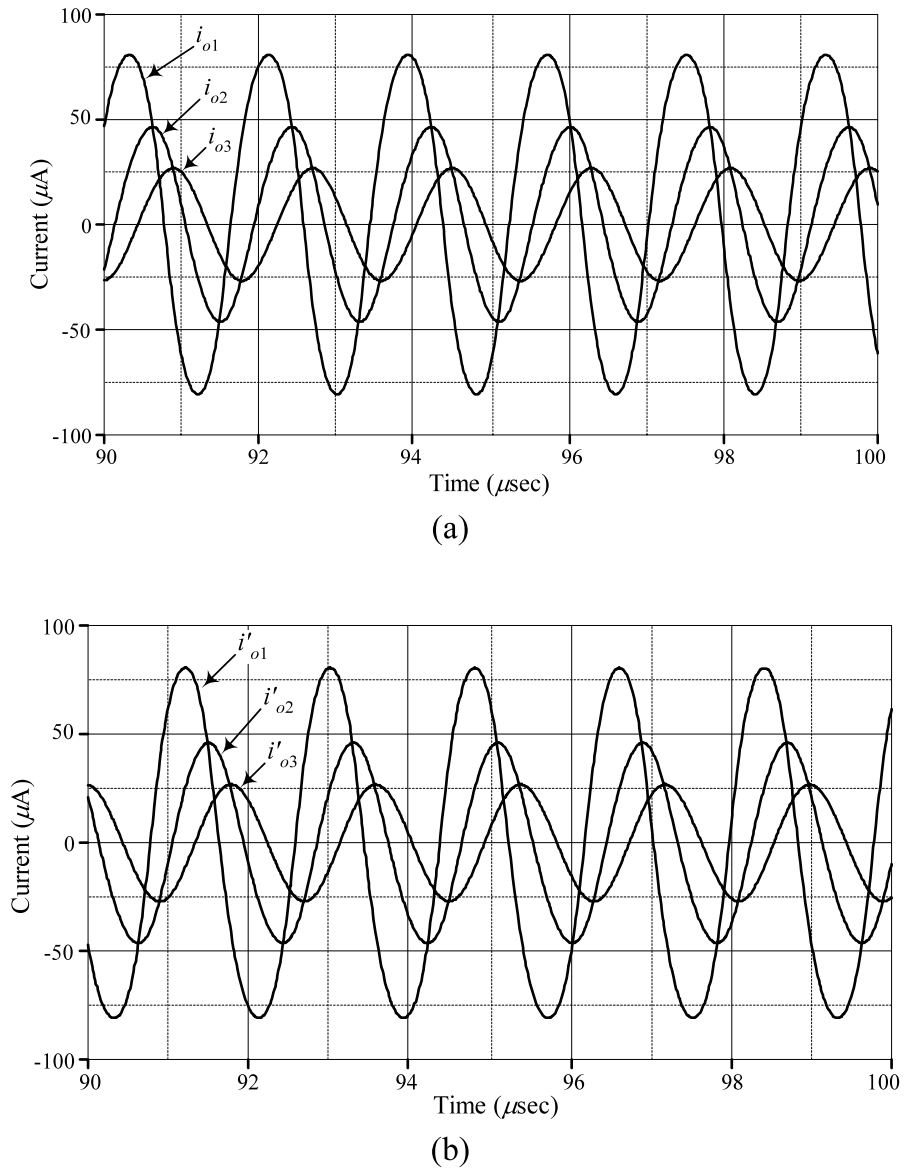 100
50
0
-50
-100
Current (μA)
i_o1
i_o2
i_o3
90 92 94 96 98 100
Time (μsec)
(a)
100
50
0
-50
-100
Current (μA)
i'_o1
i'_o2
i'_o3
90 92 94 96 98 100
Time (μsec)
(b)